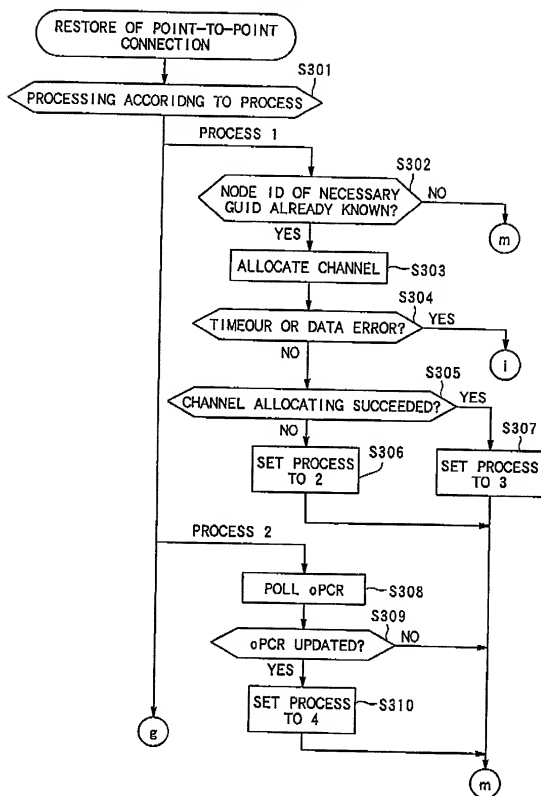 RESTORE OF POINT-TO-POINT
CONNECTION
S301
PROCESSING ACCORIDNG TO PROCESS
PROCESS 1
S302
NODE ID OF NECESSARY
GUID ALREADY KNOWN?
NO
m
YES
ALLOCATE CHANNEL
S303
S304
TIMEOUR OR DATA ERROR?
YES
i
NO
S305
CHANNEL ALLOCATING SUCCEEDED?
YES
S307
NO
S306
SET PROCESS
TO 2
SET PROCESS
TO 3
PROCESS 2
POLL oPCR
S308
S309
oPCR UPDATED?
NO
YES
SET PROCESS
TO 4
S310
g
m